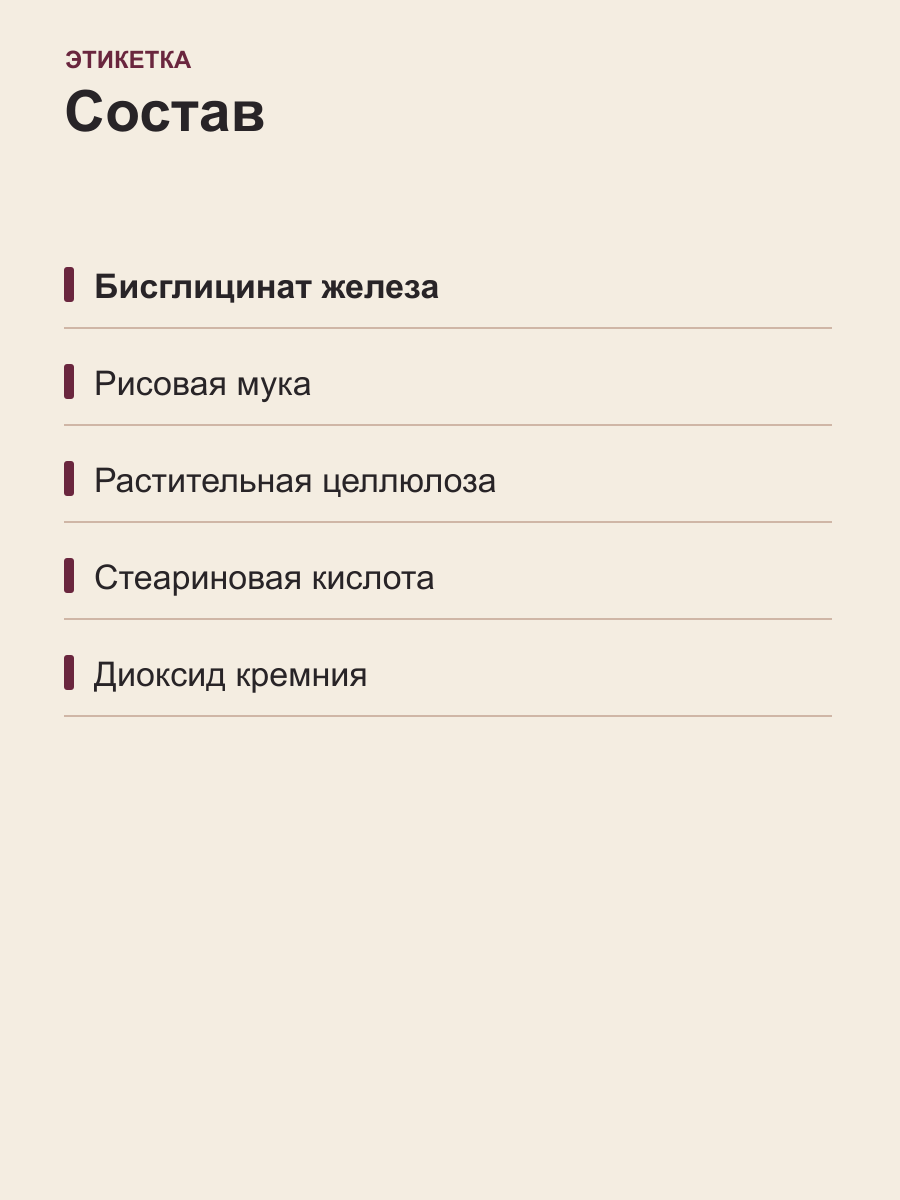 ЭТИКЕТКА
Состав
Бисглицинат железа
Рисовая мука
Растительная целлюлоза
Стеариновая кислота
Диоксид кремния